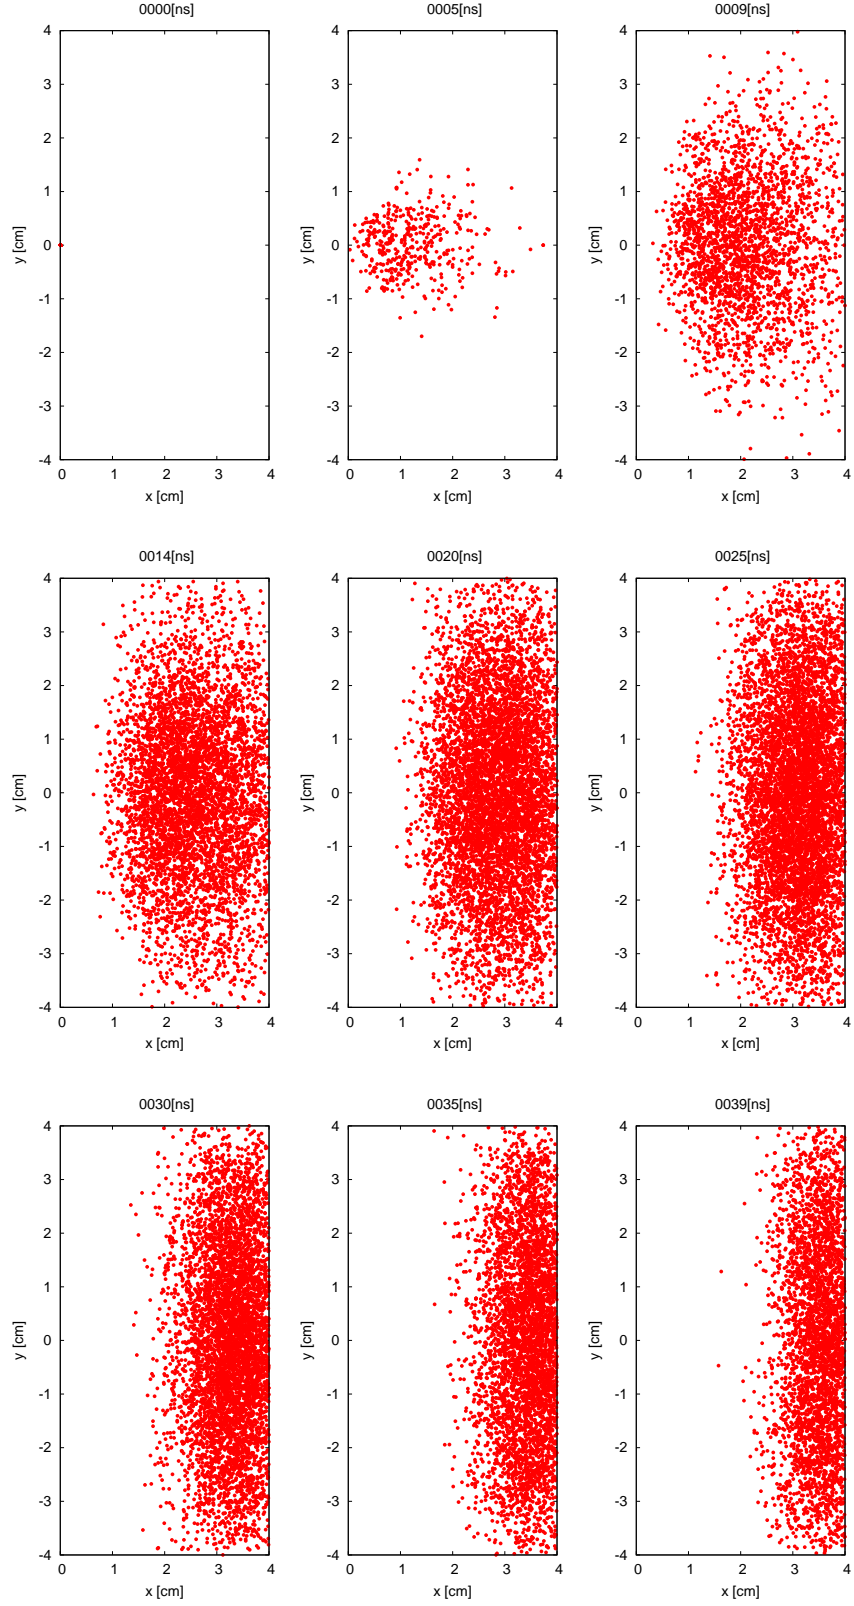 0000[ns] 0005[ns] 0009[ns]
4 4 4
3 3 3
2 2 2
1 1 1
y [cm] 0 y [cm] 0 y [cm] 0
-1 -1 -1
-2 -2 -2
-3 -3 -3
-4 -4 -4
0 1 2 3 4 0 1 2 3 4 0 1 2 3 4
x [cm] x [cm] x [cm]
0014[ns] 0020[ns] 0025[ns]
4 4 4
3 3 3
2 2 2
1 1 1
y [cm] 0 y [cm] 0 y [cm] 0
-1 -1 -1
-2 -2 -2
-3 -3 -3
-4 -4 -4
0 1 2 3 4 0 1 2 3 4 0 1 2 3 4
x [cm] x [cm] x [cm]
0030[ns] 0035[ns] 0039[ns]
4 4 4
3 3 3
2 2 2
1 1 1
y [cm] 0 y [cm] 0 y [cm] 0
-1 -1 -1
-2 -2 -2
-3 -3 -3
-4 -4 -4
0 1 2 3 4 0 1 2 3 4 0 1 2 3 4
x [cm] x [cm] x [cm]